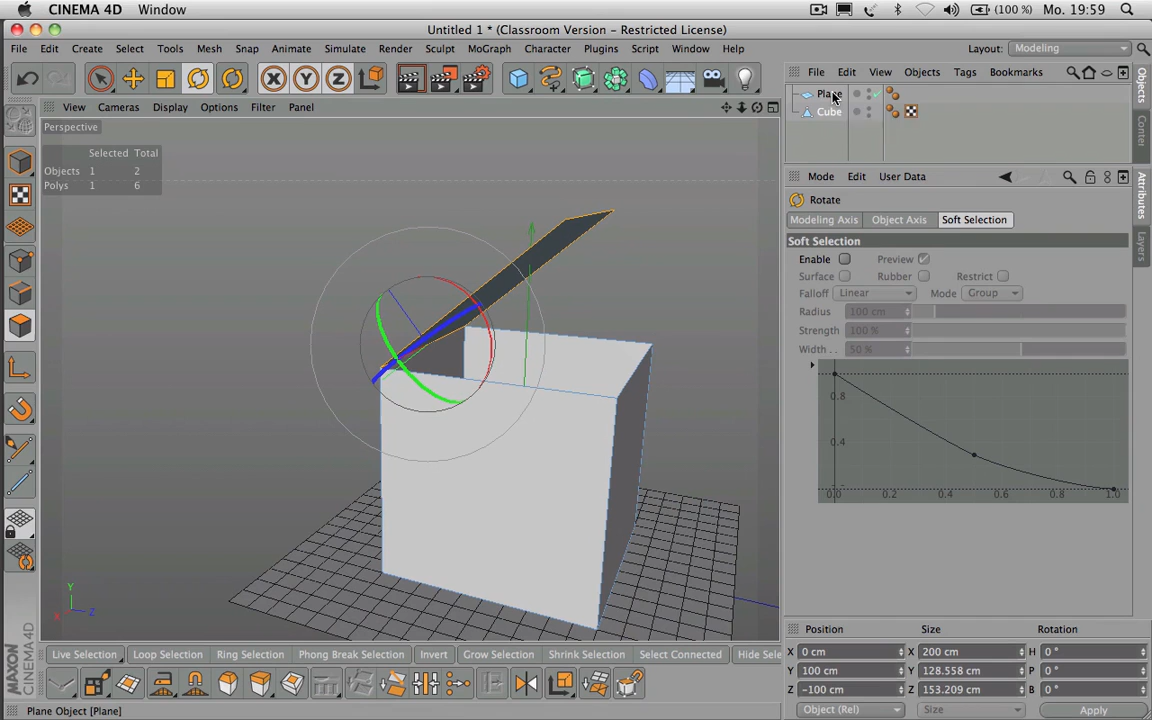 CINEMA 4D Window (100 %) Mo. 19:59
Untitled 1 * (Classroom Version - Restricted License)
File Edit Create Select Tools Mesh Snap Animate Simulate Render Sculpt MoGraph Character Plugins Script Window Help Layout: Modeling
X Y Z
File Edit View Objects Tags Bookmarks
Objects
Plane
Cube
Conter
View Cameras Display Options Filter Panel
Perspective
Selected Total
Objects 1 2
Polys 1 6
Mode Edit User Data
Attributes
Layers
Rotate
Modeling Axis Object Axis Soft Selection
Soft Selection
Enable Preview
Surface Rubber Restrict
Falloff Linear Mode Group
Radius 100 cm
Strength 100 %
Width . . 50 %
0.8
0.4
0.0 0.2 0.4 0.6 0.8 1.0
Y
X Z
Position Size Rotation
X 0 cm X 200 cm H 0 °
Y 100 cm Y 128.558 cm P 0 °
Z -100 cm Z 153.209 cm B 0 °
Object (Rel) Size Apply
Live Selection Loop Selection Ring Selection Phong Break Selection Invert Grow Selection Shrink Selection Select Connected Hide Sele
MAXON CINEMA 4D
Plane Object [Plane]